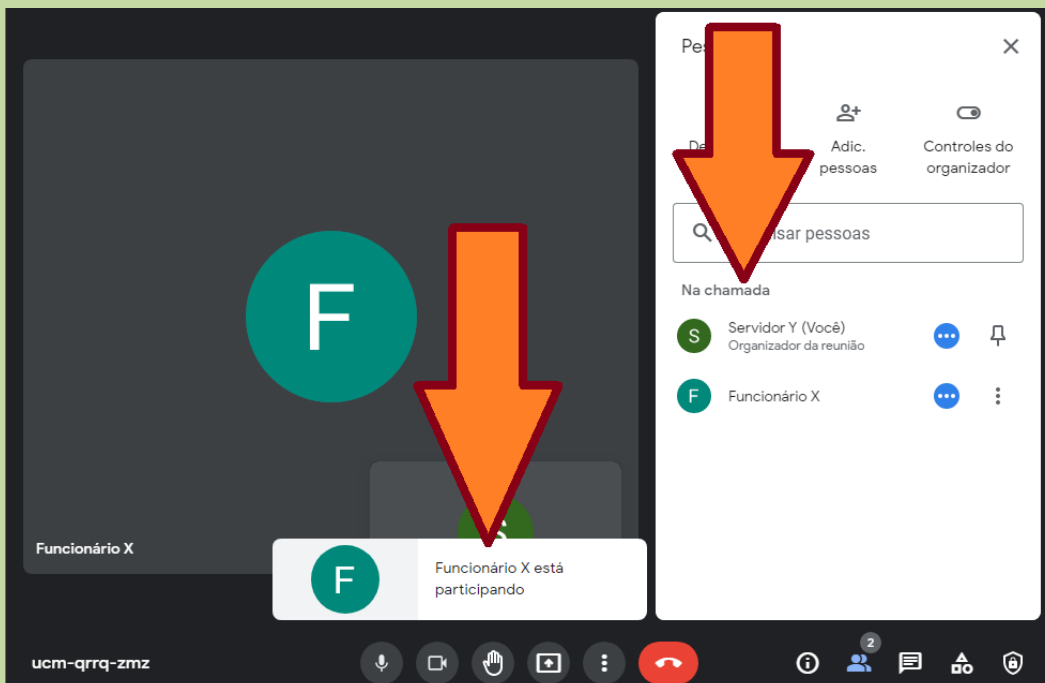 F
Funcionário X
S
F
Funcionário X está
participando
ucm-qrrq-zmz
Adic.
pessoas
Controles do
organizador
pessoas
Na chamada
S
Servidor Y (Você)
Organizador da reunião
F
Funcionário X
2